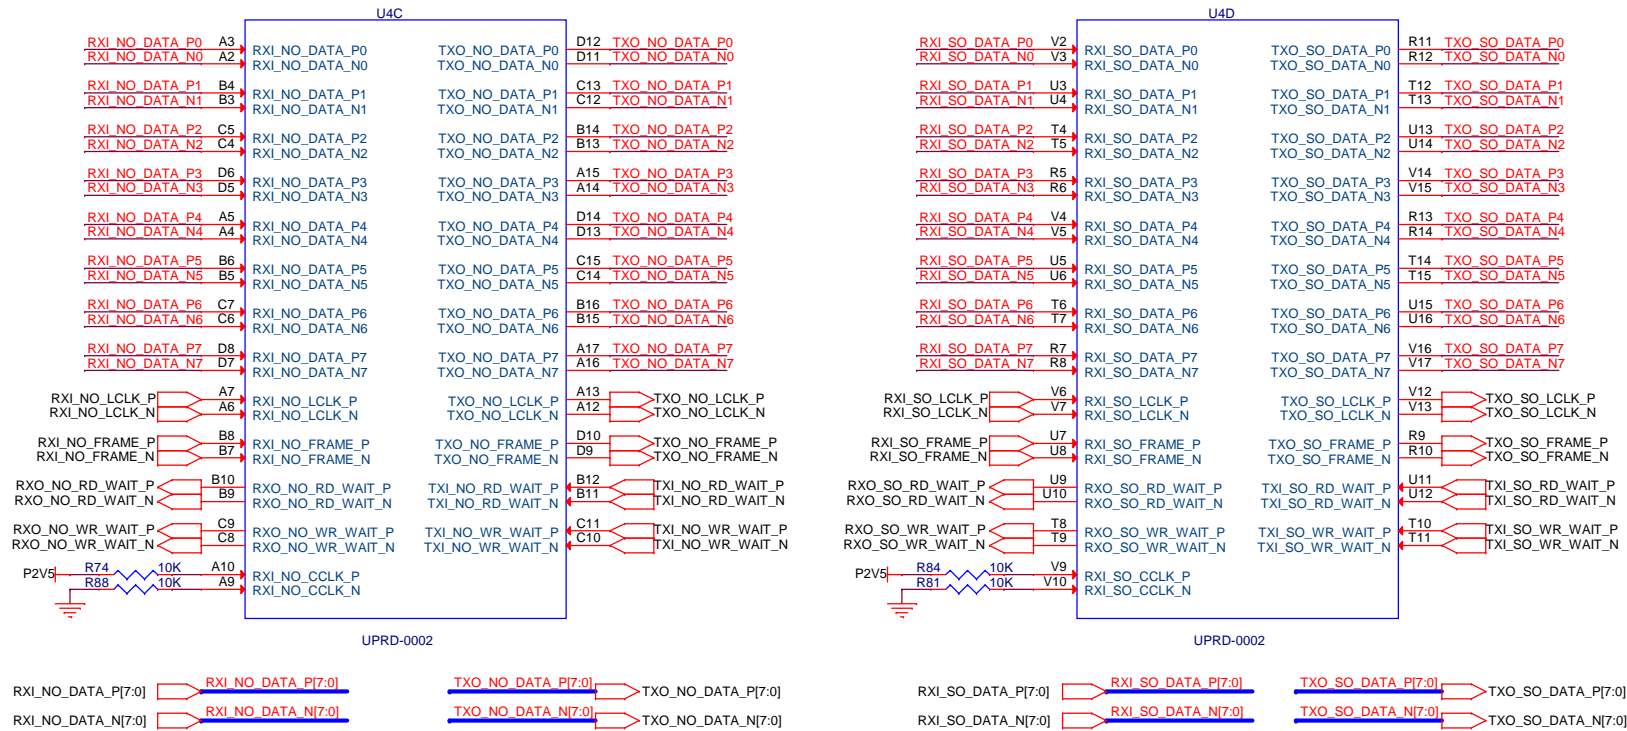 U4C
RXI_NO_DATA_P0 A3 RXI_NO_DATA_P0 TXO_NO_DATA_P0 D12 TXO_NO_DATA_P0
RXI_NO_DATA_N0 A2 RXI_NO_DATA_N0 TXO_NO_DATA_N0 D11 TXO_NO_DATA_N0
RXI_NO_DATA_P1 B4 RXI_NO_DATA_P1 TXO_NO_DATA_P1 C13 TXO_NO_DATA_P1
RXI_NO_DATA_N1 B3 RXI_NO_DATA_N1 TXO_NO_DATA_N1 C12 TXO_NO_DATA_N1
RXI_NO_DATA_P2 C5 RXI_NO_DATA_P2 TXO_NO_DATA_P2 B14 TXO_NO_DATA_P2
RXI_NO_DATA_N2 C4 RXI_NO_DATA_N2 TXO_NO_DATA_N2 B13 TXO_NO_DATA_N2
RXI_NO_DATA_P3 D6 RXI_NO_DATA_P3 TXO_NO_DATA_P3 A15 TXO_NO_DATA_P3
RXI_NO_DATA_N3 D5 RXI_NO_DATA_N3 TXO_NO_DATA_N3 A14 TXO_NO_DATA_N3
RXI_NO_DATA_P4 A5 RXI_NO_DATA_P4 TXO_NO_DATA_P4 D14 TXO_NO_DATA_P4
RXI_NO_DATA_N4 A4 RXI_NO_DATA_N4 TXO_NO_DATA_N4 D13 TXO_NO_DATA_N4
RXI_NO_DATA_P5 B6 RXI_NO_DATA_P5 TXO_NO_DATA_P5 C15 TXO_NO_DATA_P5
RXI_NO_DATA_N5 B5 RXI_NO_DATA_N5 TXO_NO_DATA_N5 C14 TXO_NO_DATA_N5
RXI_NO_DATA_P6 C7 RXI_NO_DATA_P6 TXO_NO_DATA_P6 B16 TXO_NO_DATA_P6
RXI_NO_DATA_N6 C6 RXI_NO_DATA_N6 TXO_NO_DATA_N6 B15 TXO_NO_DATA_N6
RXI_NO_DATA_P7 D8 RXI_NO_DATA_P7 TXO_NO_DATA_P7 A17 TXO_NO_DATA_P7
RXI_NO_DATA_N7 D7 RXI_NO_DATA_N7 TXO_NO_DATA_N7 A16 TXO_NO_DATA_N7
RXI_NO_LCLK_P A7 RXI_NO_LCLK_P TXO_NO_LCLK_P A13 TXO_NO_LCLK_P
RXI_NO_LCLK_N A6 RXI_NO_LCLK_N TXO_NO_LCLK_N A12 TXO_NO_LCLK_N
RXI_NO_FRAME_P B8 RXI_NO_FRAME_P TXO_NO_FRAME_P D10 TXO_NO_FRAME_P
RXI_NO_FRAME_N B7 RXI_NO_FRAME_N TXO_NO_FRAME_N D9 TXO_NO_FRAME_N
RXO_NO_RD_WAIT_P B10 RXO_NO_RD_WAIT_P TXI_NO_RD_WAIT_P B12 TXI_NO_RD_WAIT_P
RXO_NO_RD_WAIT_N B9 RXO_NO_RD_WAIT_N TXI_NO_RD_WAIT_N B11 TXI_NO_RD_WAIT_N
RXO_NO_WR_WAIT_P C9 RXO_NO_WR_WAIT_P TXI_NO_WR_WAIT_P C11 TXI_NO_WR_WAIT_P
RXO_NO_WR_WAIT_N C8 RXO_NO_WR_WAIT_N TXI_NO_WR_WAIT_N C10 TXI_NO_WR_WAIT_N
P2V5 R74 10K A10 RXI_NO_CCLK_P
R88 10K A9 RXI_NO_CCLK_N
UPRD-0002
RXI_NO_DATA_P[7:0] RXI_NO_DATA_P[7:0] TXO_NO_DATA_P[7:0] TXO_NO_DATA_P[7:0]
RXI_NO_DATA_N[7:0] RXI_NO_DATA_N[7:0] TXO_NO_DATA_N[7:0] TXO_NO_DATA_N[7:0]
U4D
RXI_SO_DATA_P0 V2 RXI_SO_DATA_P0 TXO_SO_DATA_P0 R11 TXO_SO_DATA_P0
RXI_SO_DATA_N0 V3 RXI_SO_DATA_N0 TXO_SO_DATA_N0 R12 TXO_SO_DATA_N0
RXI_SO_DATA_P1 U3 RXI_SO_DATA_P1 TXO_SO_DATA_P1 T12 TXO_SO_DATA_P1
RXI_SO_DATA_N1 U4 RXI_SO_DATA_N1 TXO_SO_DATA_N1 T13 TXO_SO_DATA_N1
RXI_SO_DATA_P2 T4 RXI_SO_DATA_P2 TXO_SO_DATA_P2 U13 TXO_SO_DATA_P2
RXI_SO_DATA_N2 T5 RXI_SO_DATA_N2 TXO_SO_DATA_N2 U14 TXO_SO_DATA_N2
RXI_SO_DATA_P3 R5 RXI_SO_DATA_P3 TXO_SO_DATA_P3 V14 TXO_SO_DATA_P3
RXI_SO_DATA_N3 R6 RXI_SO_DATA_N3 TXO_SO_DATA_N3 V15 TXO_SO_DATA_N3
RXI_SO_DATA_P4 V4 RXI_SO_DATA_P4 TXO_SO_DATA_P4 R13 TXO_SO_DATA_P4
RXI_SO_DATA_N4 V5 RXI_SO_DATA_N4 TXO_SO_DATA_N4 R14 TXO_SO_DATA_N4
RXI_SO_DATA_P5 U5 RXI_SO_DATA_P5 TXO_SO_DATA_P5 T14 TXO_SO_DATA_P5
RXI_SO_DATA_N5 U6 RXI_SO_DATA_N5 TXO_SO_DATA_N5 T15 TXO_SO_DATA_N5
RXI_SO_DATA_P6 T6 RXI_SO_DATA_P6 TXO_SO_DATA_P6 U15 TXO_SO_DATA_P6
RXI_SO_DATA_N6 T7 RXI_SO_DATA_N6 TXO_SO_DATA_N6 U16 TXO_SO_DATA_N6
RXI_SO_DATA_P7 R7 RXI_SO_DATA_P7 TXO_SO_DATA_P7 V16 TXO_SO_DATA_P7
RXI_SO_DATA_N7 R8 RXI_SO_DATA_N7 TXO_SO_DATA_N7 V17 TXO_SO_DATA_N7
RXI_SO_LCLK_P V6 RXI_SO_LCLK_P TXO_SO_LCLK_P V12 TXO_SO_LCLK_P
RXI_SO_LCLK_N V7 RXI_SO_LCLK_N TXO_SO_LCLK_N V13 TXO_SO_LCLK_N
RXI_SO_FRAME_P U7 RXI_SO_FRAME_P TXO_SO_FRAME_P R9 TXO_SO_FRAME_P
RXI_SO_FRAME_N U8 RXI_SO_FRAME_N TXO_SO_FRAME_N R10 TXO_SO_FRAME_N
RXO_SO_RD_WAIT_P U9 RXO_SO_RD_WAIT_P TXI_SO_RD_WAIT_P U11 TXI_SO_RD_WAIT_P
RXO_SO_RD_WAIT_N U10 RXO_SO_RD_WAIT_N TXI_SO_RD_WAIT_N U12 TXI_SO_RD_WAIT_N
RXO_SO_WR_WAIT_P T8 RXO_SO_WR_WAIT_P TXI_SO_WR_WAIT_P T10 TXI_SO_WR_WAIT_P
RXO_SO_WR_WAIT_N T9 RXO_SO_WR_WAIT_N TXI_SO_WR_WAIT_N T11 TXI_SO_WR_WAIT_N
P2V5 R84 10K V9 RXI_SO_CCLK_P
R81 10K V10 RXI_SO_CCLK_N
UPRD-0002
RXI_SO_DATA_P[7:0] RXI_SO_DATA_P[7:0] TXO_SO_DATA_P[7:0] TXO_SO_DATA_P[7:0]
RXI_SO_DATA_N[7:0] RXI_SO_DATA_N[7:0] TXO_SO_DATA_N[7:0] TXO_SO_DATA_N[7:0]